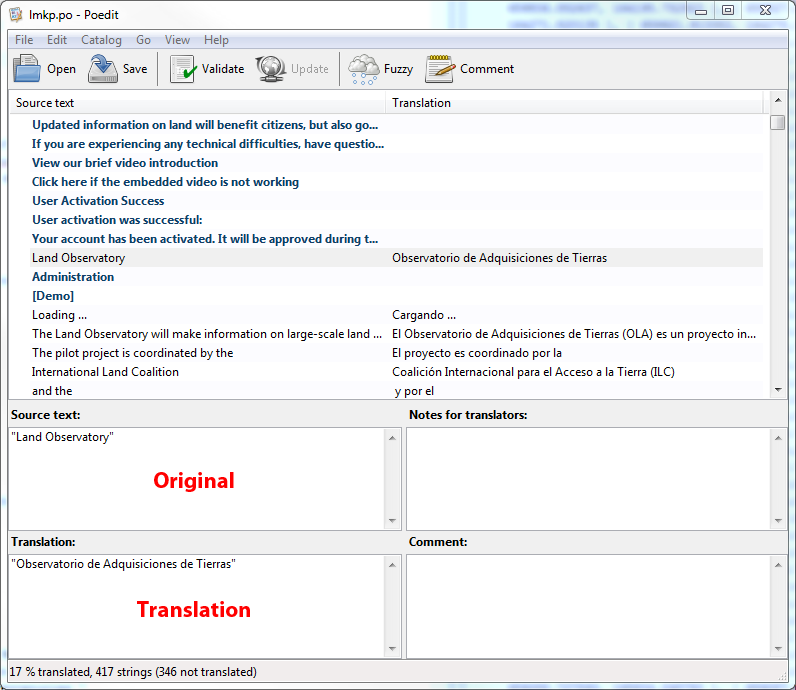 lmkp.po - Poedit
File Edit Catalog Go View Help
Open Save Validate Update Fuzzy Comment
Source text Translation
Updated information on land will benefit citizens, but also go...
If you are experiencing any technical difficulties, have questio...
View our brief video introduction
Click here if the embedded video is not working
User Activation Success
User activation was successful:
Your account has been activated. It will be approved during t...
Land Observatory Observatorio de Adquisiciones de Tierras
Administration
[Demo]
Loading ... Cargando ...
The Land Observatory will make information on large-scale land ... El Observatorio de Adquisiciones de Tierras (OLA) es un proyecto in...
The pilot project is coordinated by the El proyecto es coordinado por la
International Land Coalition Coalición Internacional para el Acceso a la Tierra (ILC)
and the y por el
Source text: Notes for translators:
"Land Observatory"
Original
Translation: Comment:
"Observatorio de Adquisiciones de Tierras"
Translation
17 % translated, 417 strings (346 not translated)